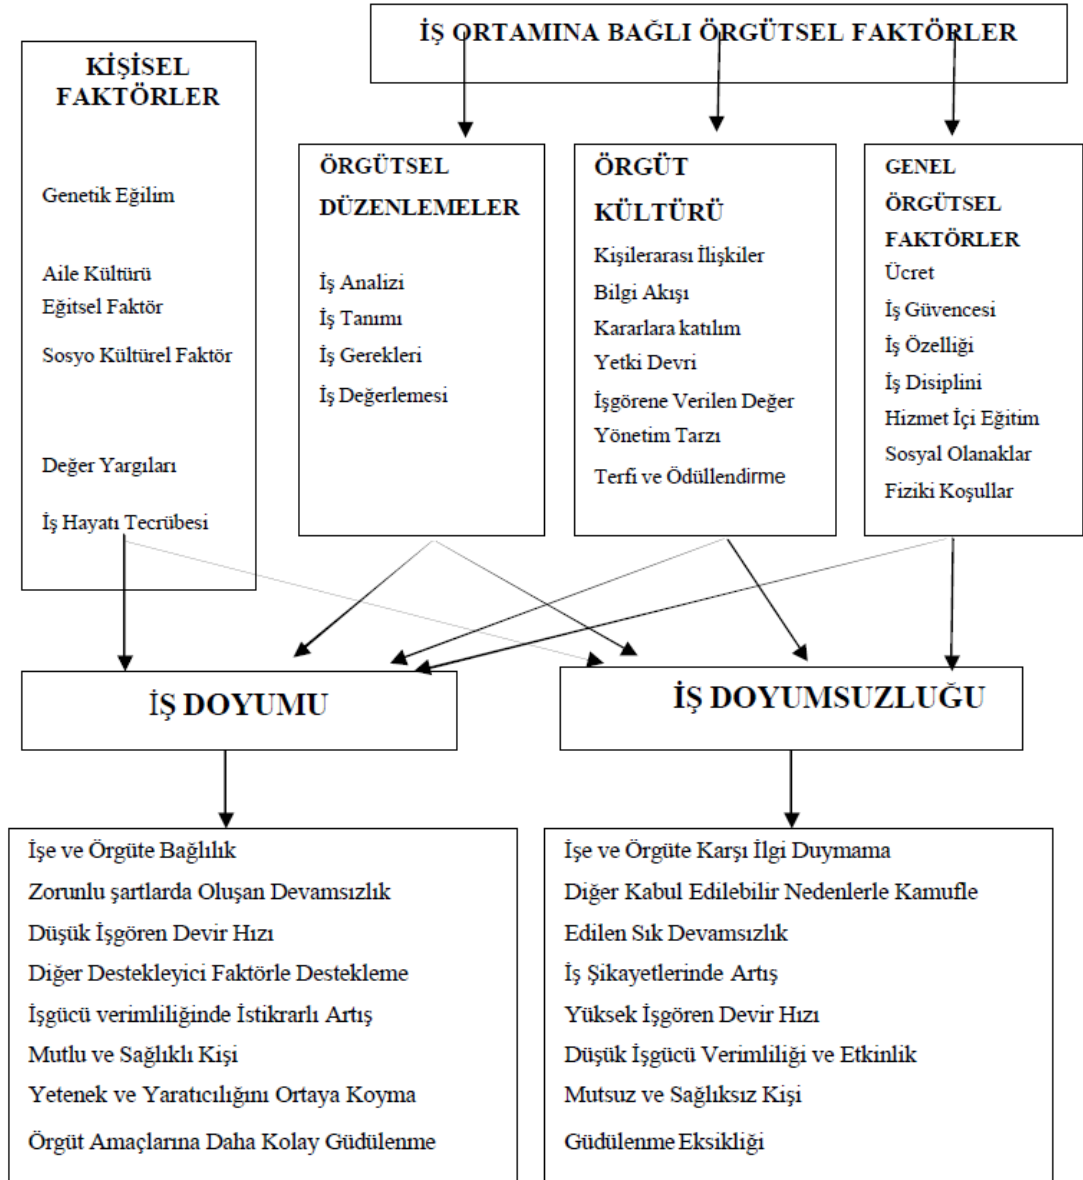 İŞ ORTAMINA BAĞLI ÖRGÜTSEL FAKTÖRLER
KİŞİSEL
FAKTÖRLER
Genetik Eğilim
Aile Kültürü
Eğitsel Faktör
Sosyo Kültürel Faktör
Değer Yargıları
İş Hayatı Tecrübesi
ÖRGÜTSEL
DÜZENLEMELER
İş Analizi
İş Tanımı
İş Gerekleri
İş Değerlemesi
ÖRGÜT
KÜLTÜRÜ
Kişilerarası İlişkiler
Bilgi Akışı
Kararlara katılım
Yetki Devri
İşgörene Verilen Değer
Yönetim Tarzı
Terfi ve Ödüllendirme
GENEL
ÖRGÜTSEL
FAKTÖRLER
Ücret
İş Güvencesi
İş Özelliği
İş Disiplini
Hizmet İçi Eğitim
Sosyal Olanaklar
Fiziki Koşullar
İŞ DOYUMU
İŞ DOYUMSUZLUĞU
İşe ve Örgüte Bağlılık
Zorunlu şartlarda Oluşan Devamsızlık
Düşük İşgören Devir Hızı
Diğer Destekleyici Faktörle Destekleme
İşgücü verimliliğinde İstikrarlı Artış
Mutlu ve Sağlıklı Kişi
Yetenek ve Yaratıcılığını Ortaya Koyma
Örgüt Amaçlarına Daha Kolay Güdülenme
İşe ve Örgüte Karşı İlgi Duymama
Diğer Kabul Edilebilir Nedenlerle Kamufle
Edilen Sık Devamsızlık
İş Şikayetlerinde Artış
Yüksek İşgören Devir Hızı
Düşük İşgücü Verimliliği ve Etkinlik
Mutsuz ve Sağlıksız Kişi
Güdülenme Eksikliği